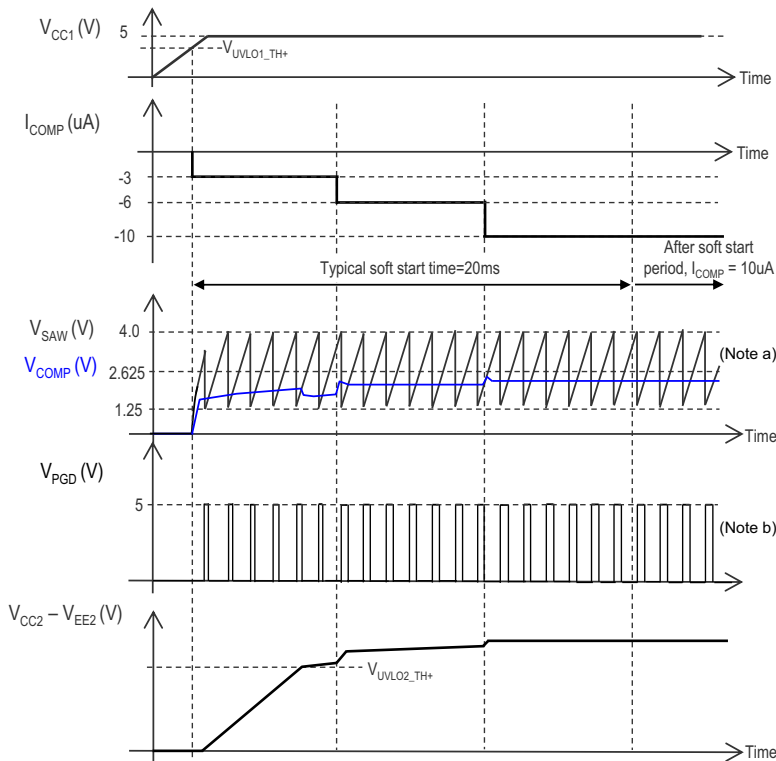 V_CC1 (V)
5
V_UVLO1_TH+
Time
I_COMP (uA)
Time
-3
-6
-10
Typical soft start time=20ms
After soft start
period, I_COMP = 10uA
V_SAW (V)
4.0
V_COMP (V)
2.625
(Note a)
1.25
Time
V_PGD (V)
5
(Note b)
V_CC2 – V_EE2 (V)
V_UVLO2_TH+
Time